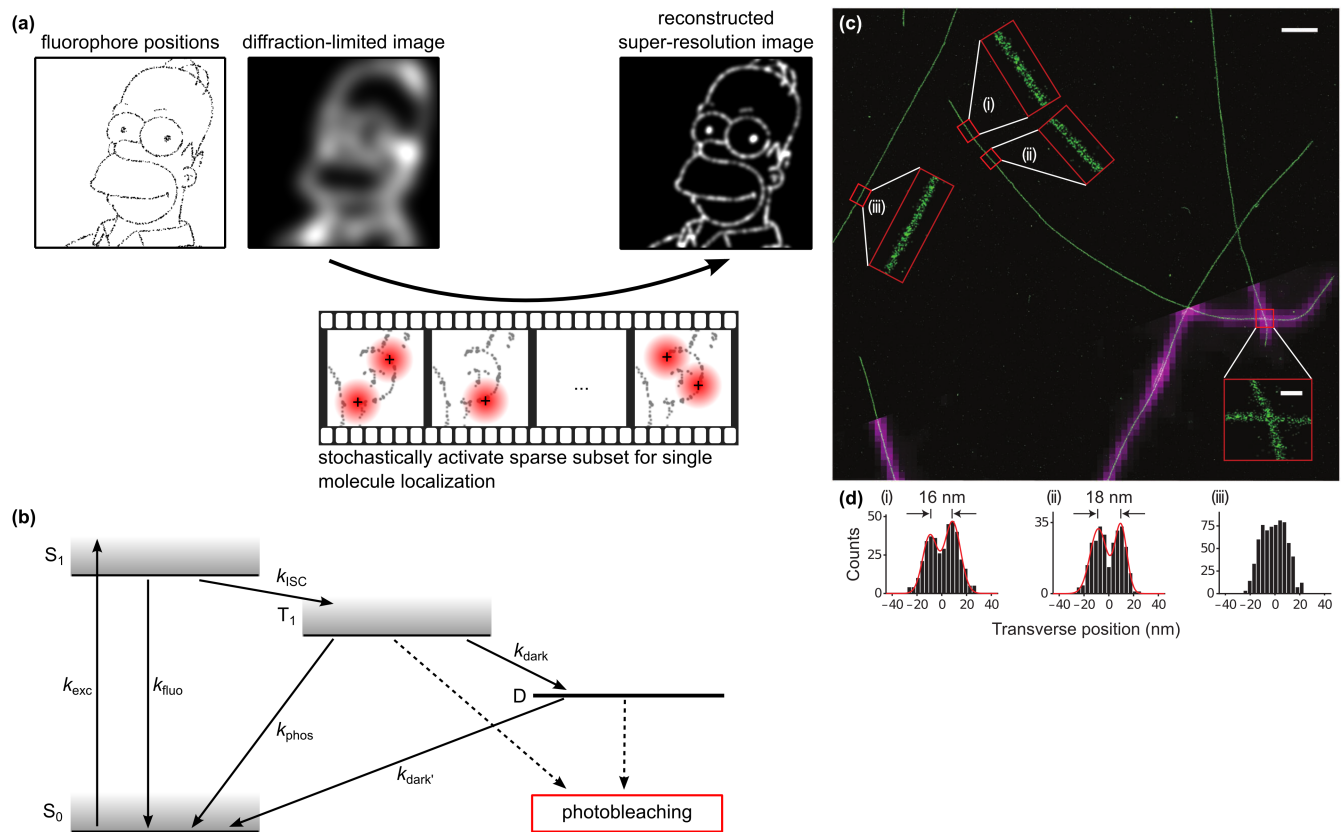 (a)
fluorophore positions
diffraction-limited image
reconstructed
super-resolution image
...
stochastically activate sparse subset for single
molecule localization
(b)
S1
kISC
T1
kdark
kexc
kfluo
D
kphos
kdark'
S0
photobleaching
(c)
(i)
(ii)
(iii)
(d)
(i)
16 nm
(ii)
18 nm
(iii)
Counts
50
25
0
35
0
75
50
25
0
−40 −20 0 20 40
−40 −20 0 20 40
−40 −20 0 20 40
Transverse position (nm)